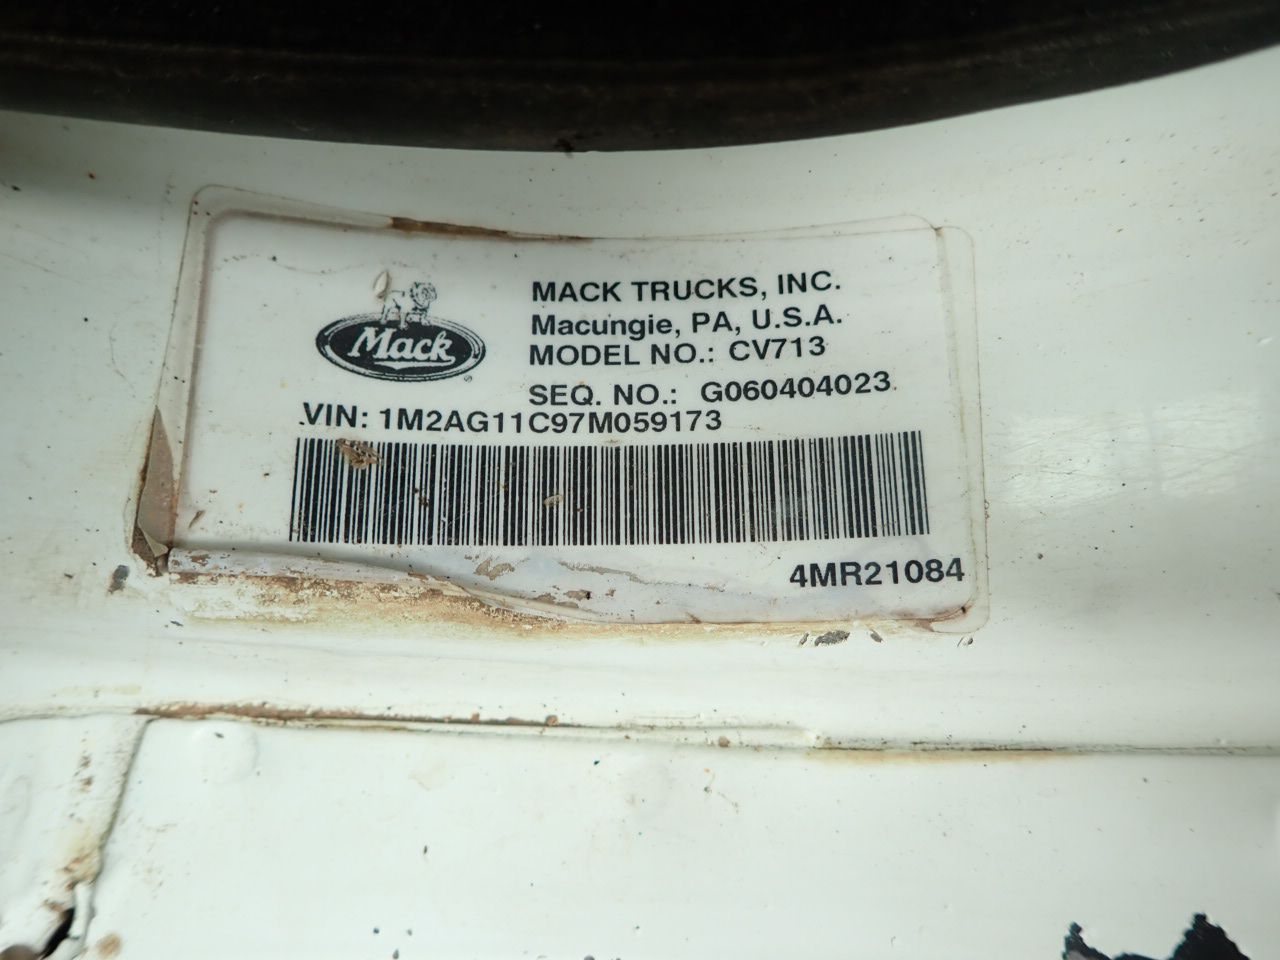 Mack
MACK TRUCKS, INC.
Macungie, PA, U.S.A.
MODEL NO.: CV713
SEQ. NO.: G060404023
VIN: 1M2AG11C97M059173
4MR21084